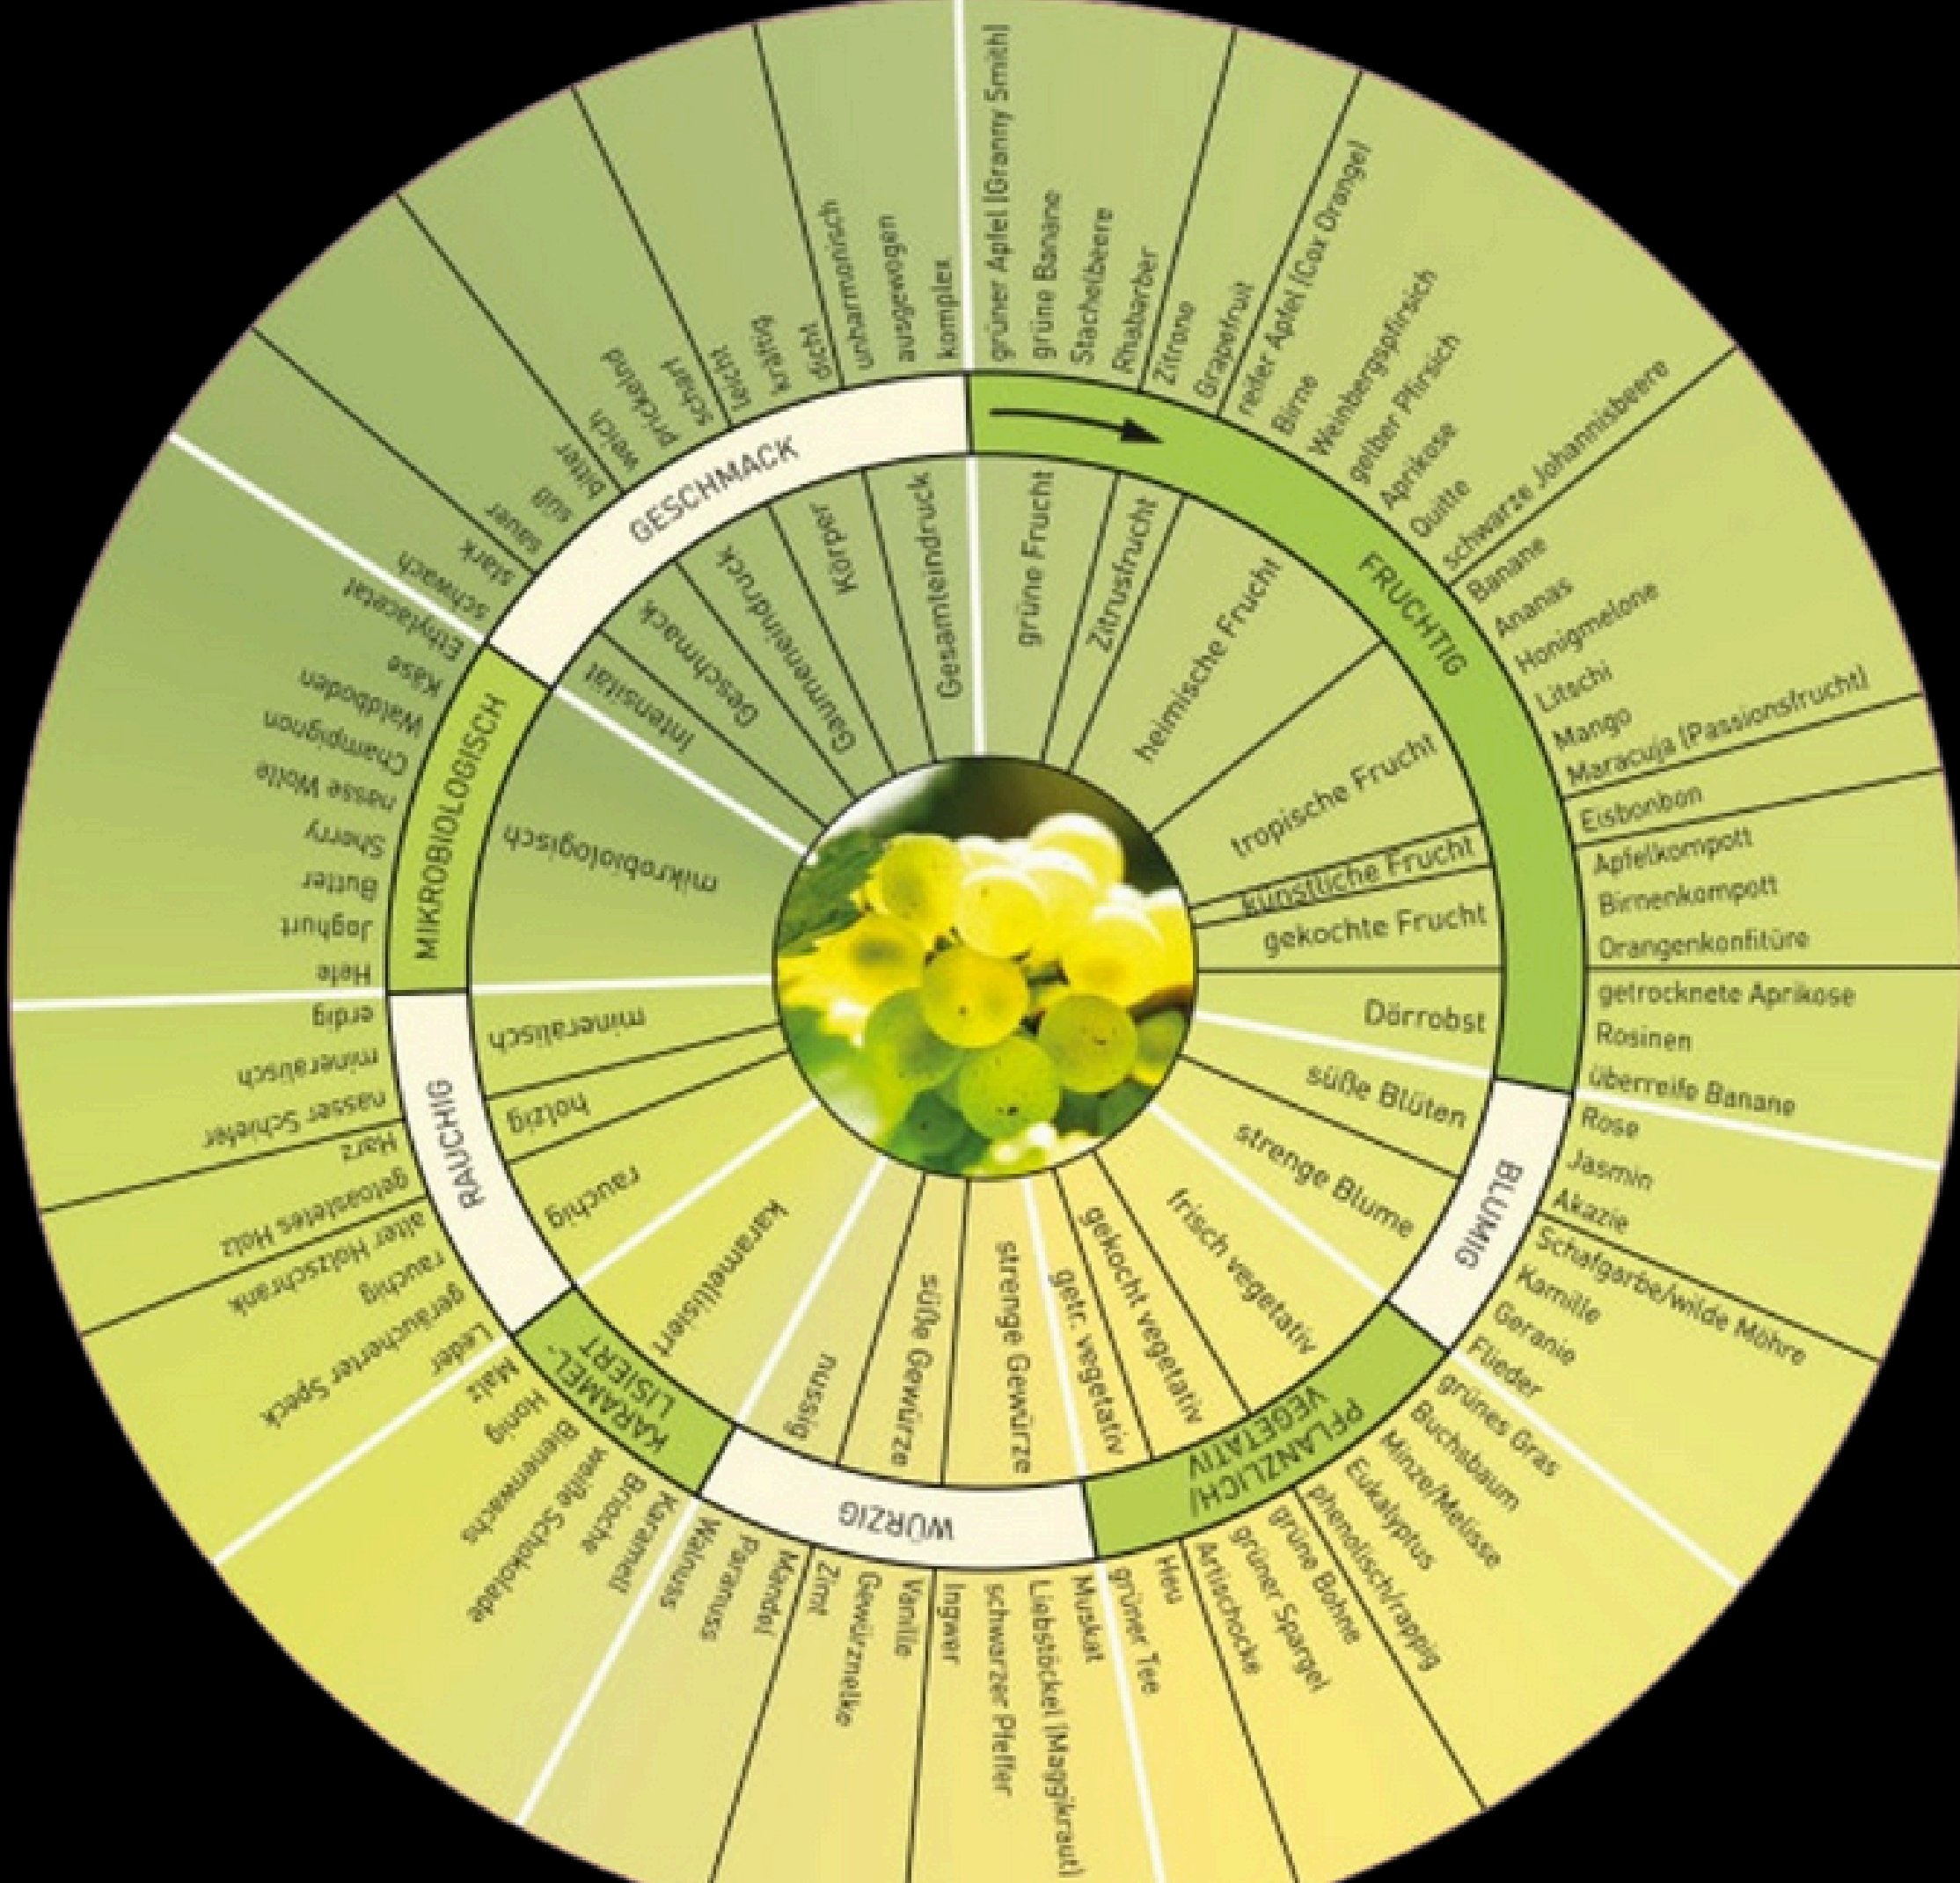 FRUCHTIG
grüne Frucht
grüner Apfel (Granny Smith)
grüne Banane
Stachelbeere
Rhabarber
Zitrusfrucht
Zitrone
Grapefruit
heimische Frucht
reifer Apfel (Cox Orange)
Birne
Weinbergspfirsich
gelber Pfirsich
Aprikose
Quitte
schwarze Johannisbeere
tropische Frucht
Banane
Ananas
Honigmelone
Litschi
Mango
Maracuja (Passionsfrucht)
künstliche Frucht
Eisbonbon
gekochte Frucht
Apfelkompott
Birnenkompott
Orangenkonfitüre
Dörrobst
getrocknete Aprikose
Rosinen
überreife Banane
BLUMIG
süße Blüten
Rose
Jasmin
Akazie
strenge Blume
Schafgarbe/wilde Möhre
Kamille
Geranie
Flieder
PFLANZLICH/
VEGETATIV
frisch vegetativ
grünes Gras
Buchsbaum
Minze/Melisse
Eukalyptus
phenolisch/rappig
gekocht vegetativ
grüne Bohne
grüner Spargel
Artischocke
getr. vegetativ
Heu
grüner Tee
WÜRZIG
strenge Gewürze
Muskat
Liebstöckel (Maggikraut)
schwarzer Pfeffer
Ingwer
süße Gewürze
Vanille
Gewürznelke
Zimt
nussig
Mandel
Paranuss
Walnuss
KARAMEL-
LISIERT
karamellisiert
Karamell
Brioche
weiße Schokolade
Bienenwachs
Honig
Malz
RAUCHIG
rauchig
Leder
geräucherter Speck
rauchig
alter Holzschrank
holzig
getoastetes Holz
Harz
mineralisch
nasser Schiefer
mineralisch
erdig
MIKROBIOLOGISCH
mikrobiologisch
Hefe
Joghurt
Butter
Sherry
nasse Wolle
Champignon
Waldboden
Käse
Ethylacetat
GESCHMACK
Intensität
schwach
stark
Geschmack
sauer
süß
bitter
Gaumeneindruck
weich
prickelnd
scharf
Körper
leicht
kräftig
dicht
Gesamteindruck
unharmonisch
ausgewogen
komplex